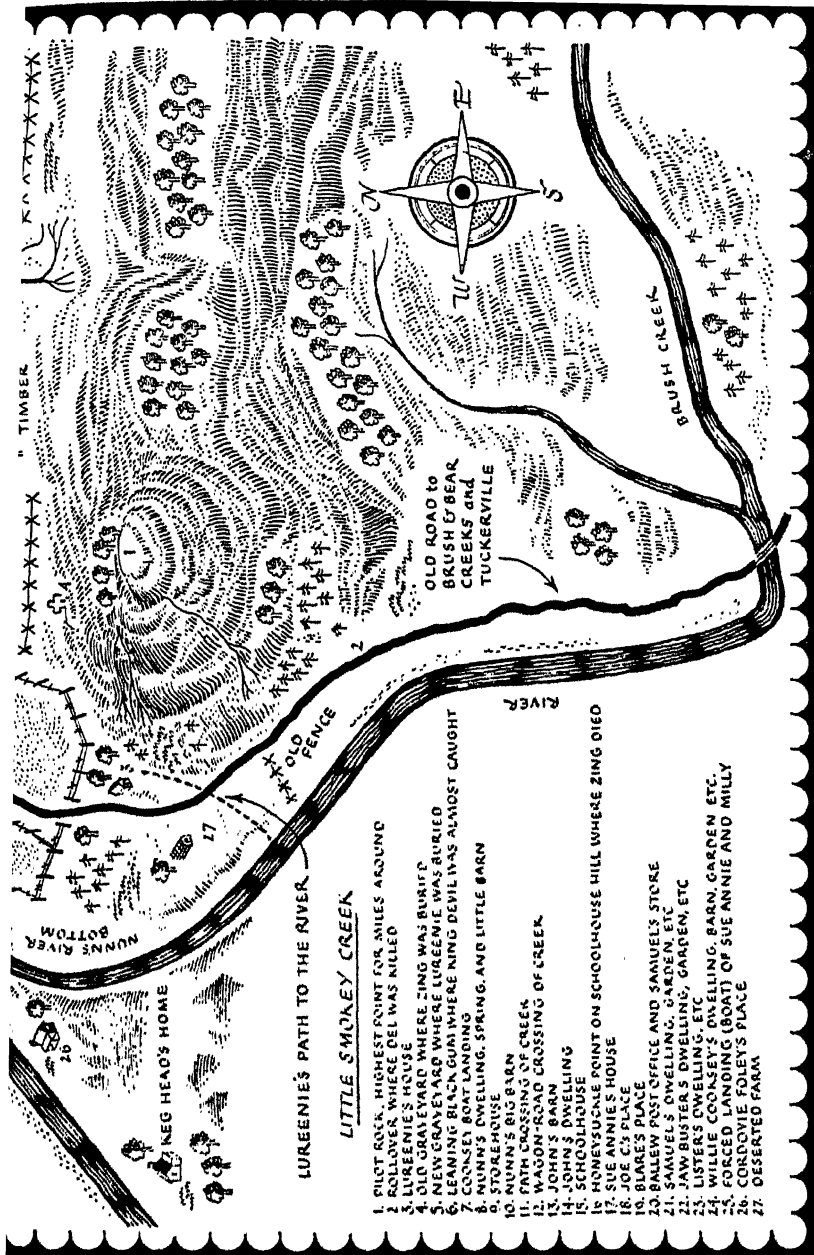 " TIMBER
4
1
2
27
26
N
E
S
W
NUNN'S RIVER
BOTTOM
KEG HEAD'S HOME
OLD
FENCE
LUREENIE'S PATH TO THE RIVER
RIVER
OLD ROAD to
BRUSH & BEAR
CREEKS and
TUCKERVILLE
BRUSH CREEK
LITTLE SMOKEY CREEK
1. PILOT ROCK, HIGHEST POINT FOR MILES AROUND
2 ROLLOVER WHERE DEL WAS KILLED
3. LUREENIE'S HOUSE
4. OLD GRAVEYARD WHERE ZING WAS BURIED
5. NEW GRAVEYARD WHERE LUREENIE WAS BURIED
6. LEANING BLACK GUM WHERE KING DEVIL WAS ALMOST CAUGHT
7. COOKSEY BOAT LANDING
8. NUNN'S DWELLING, SPRING, AND LITTLE BARN
9. STOREHOUSE
10. NUNN'S BIG BARN
11. PATH CROSSING OF CREEK
12. WAGON-ROAD CROSSING OF CREEK
13. JOHN'S BARN
14. JOHN'S DWELLING
15. SCHOOLHOUSE
16. HONEYSUCKLE POINT ON SCHOOLHOUSE HILL WHERE ZING DIED
17. SUE ANNIE'S HOUSE
18. JOE C's PLACE
19. BLARE'S PLACE
20. BALLEW POST OFFICE AND SAMUEL'S STORE
21. SAMUEL'S DWELLING, GARDEN, ETC
22. JAW BUSTER'S DWELLING, GARDEN, ETC
23. LISTER'S DWELLING, ETC
24. WILLIE COOKSEY'S DWELLING, BARN, GARDEN ETC.
25. FORCED LANDING (BOAT) OF SUE ANNIE AND MILLY
26. CORDOVIE FOLEY'S PLACE
27. DESERTED FARM